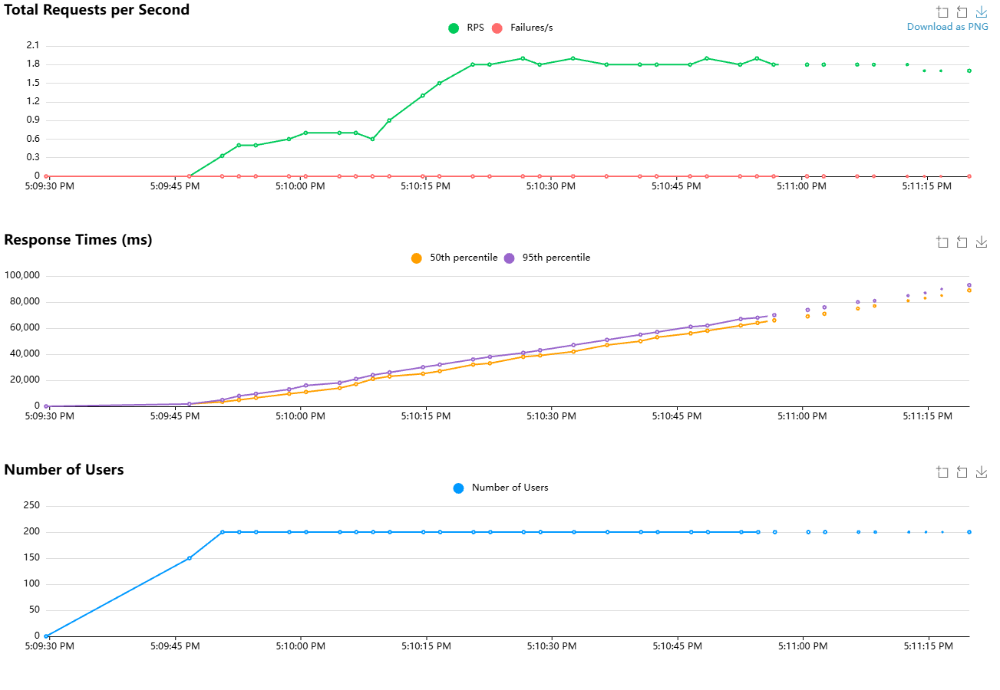 Total Requests per Second
RPS Failures/s
Download as PNG
2.1
1.8
1.5
1.2
0.9
0.6
0.3
0
5:09:30 PM 5:09:45 PM 5:10:00 PM 5:10:15 PM 5:10:30 PM 5:10:45 PM 5:11:00 PM 5:11:15 PM
Response Times (ms)
50th percentile 95th percentile
100,000
80,000
60,000
40,000
20,000
0
5:09:30 PM 5:09:45 PM 5:10:00 PM 5:10:15 PM 5:10:30 PM 5:10:45 PM 5:11:00 PM 5:11:15 PM
Number of Users
Number of Users
250
200
150
100
50
0
5:09:30 PM 5:09:45 PM 5:10:00 PM 5:10:15 PM 5:10:30 PM 5:10:45 PM 5:11:00 PM 5:11:15 PM